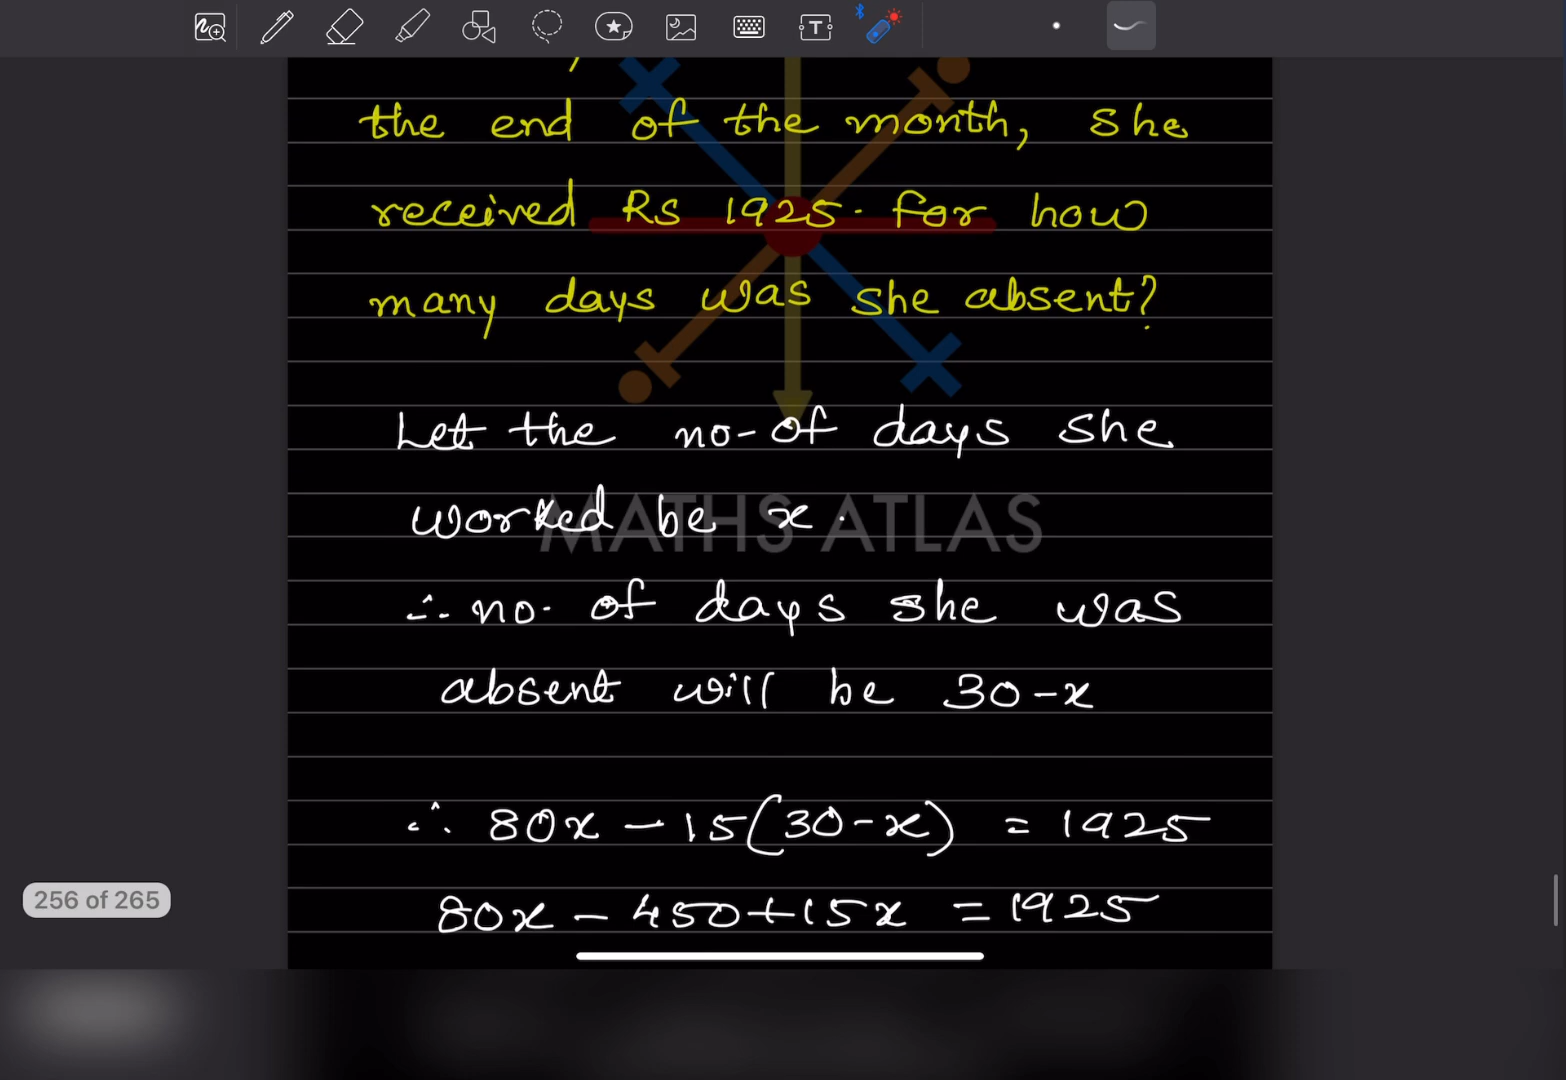 the end of the month, she
received Rs 1925. for how
many days was she absent?
Let the no. of days she
worked be x.
MATHS ATLAS
∴ no. of days she was
absent will be 30-x
∴ 80x - 15(30-x) = 1925
256 of 265
80x - 450+15x = 1925